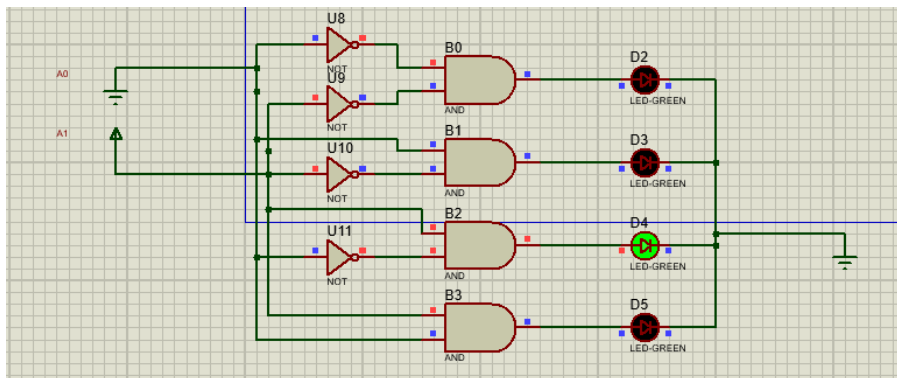 U8
B0
NOT
D2
A0
U9
LED-GREEN
AND
NOT
B1
A1
U10
D3
LED-GREEN
AND
NOT
B2
U11
D4
LED-GREEN
AND
NOT
B3
D5
LED-GREEN
AND